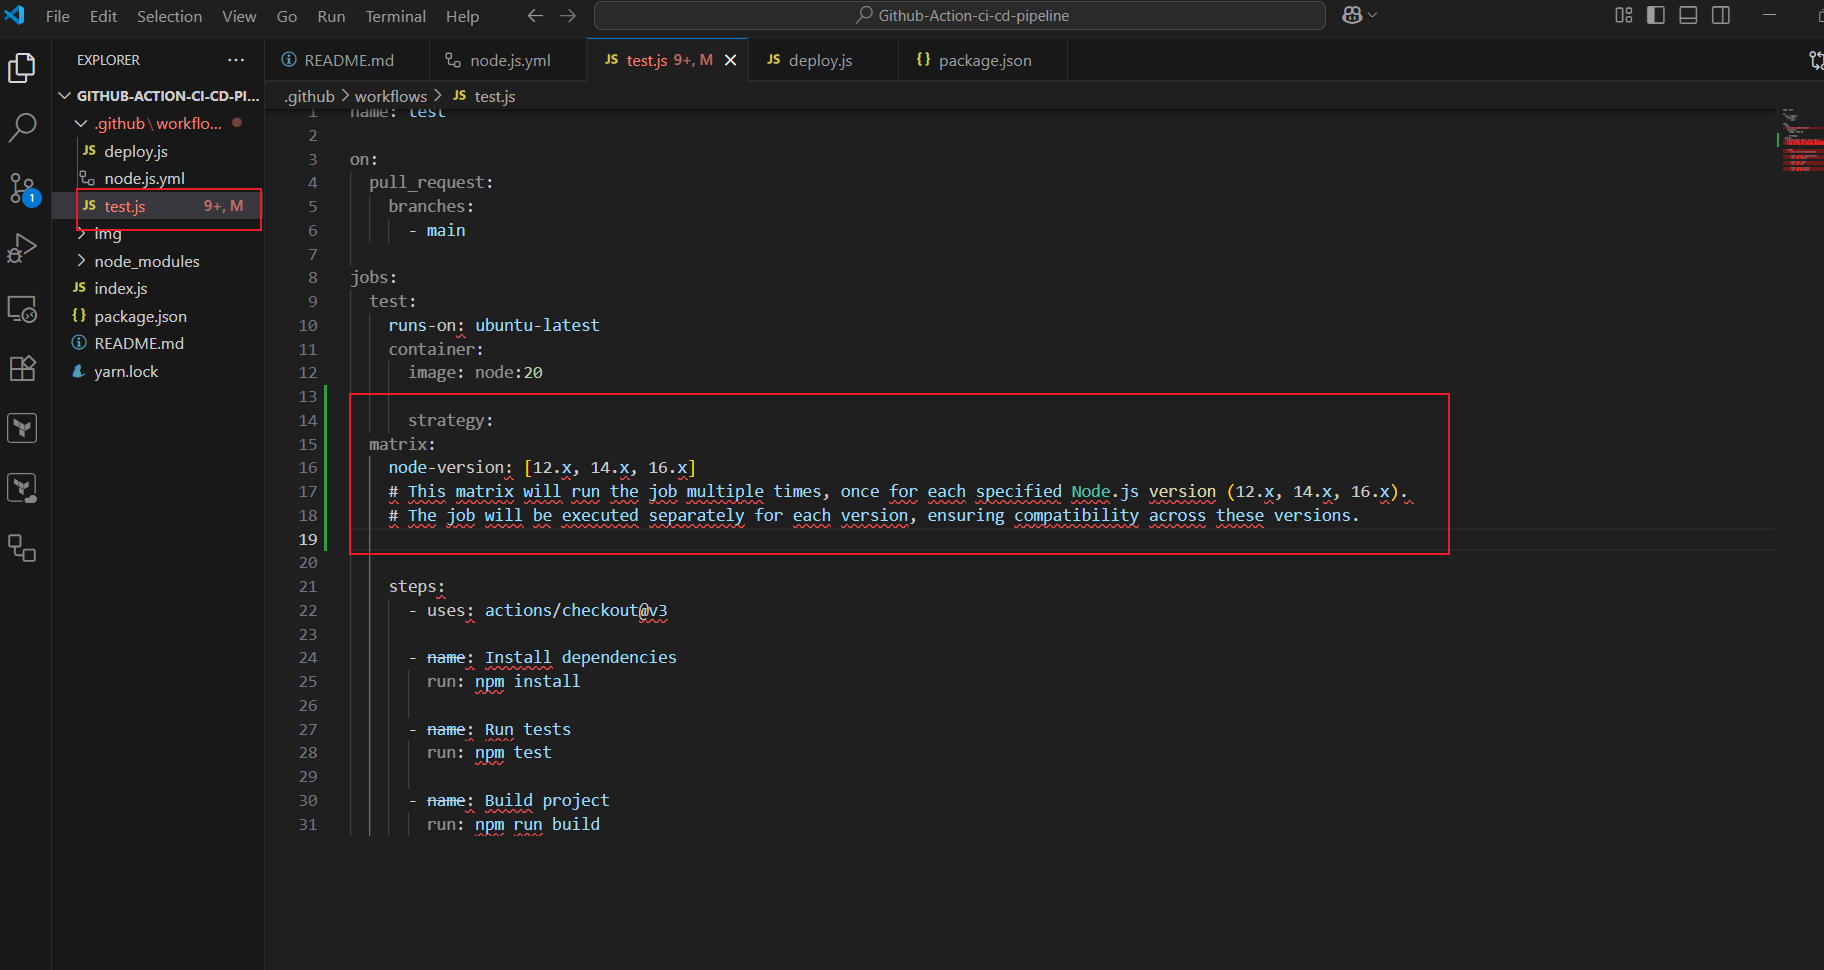 File Edit Selection View Go Run Terminal Help Github-Action-ci-cd-pipeline
EXPLORER
README.md node.js.yml JS test.js 9+, M JS deploy.js {} package.json
.github > workflows > JS test.js
GITHUB-ACTION-CI-CD-PI...
.github\workflo...
JS deploy.js
node.js.yml
JS test.js 9+, M
img
node_modules
JS index.js
{} package.json
README.md
yarn.lock
1
1 name: test
2
3 on:
4 pull_request:
5 branches:
6 - main
7
8 jobs:
9 test:
10 runs-on: ubuntu-latest
11 container:
12 image: node:20
13
14 strategy:
15 matrix:
16 node-version: [12.x, 14.x, 16.x]
17 # This matrix will run the job multiple times, once for each specified Node.js version (12.x, 14.x, 16.x).
18 # The job will be executed separately for each version, ensuring compatibility across these versions.
19
20
21 steps:
22 - uses: actions/checkout@v3
23
24 - name: Install dependencies
25 run: npm install
26
27 - name: Run tests
28 run: npm test
29
30 - name: Build project
31 run: npm run build